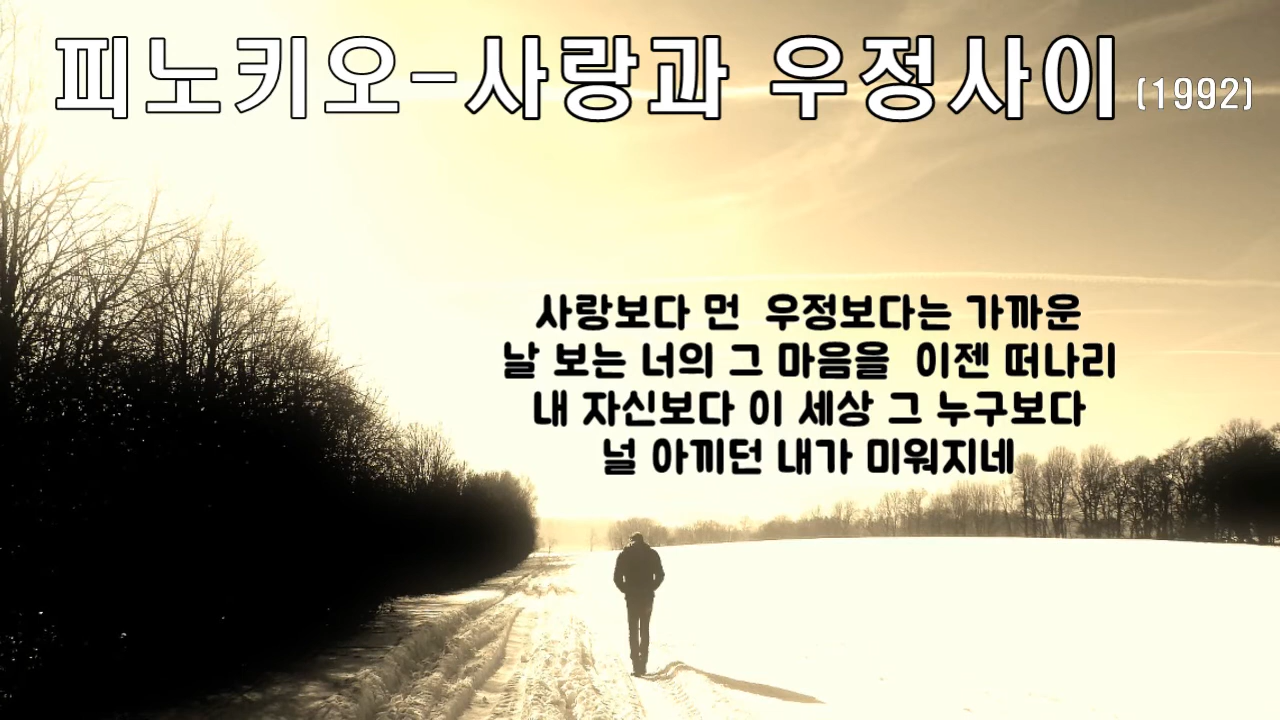 피노키오-사랑과 우정사이 (1992)
사랑보다 먼 우정보다는 가까운
날 보는 너의 그 마음을 이젠 떠나리
내 자신보다 이 세상 그 누구보다
널 아끼던 내가 미워지네